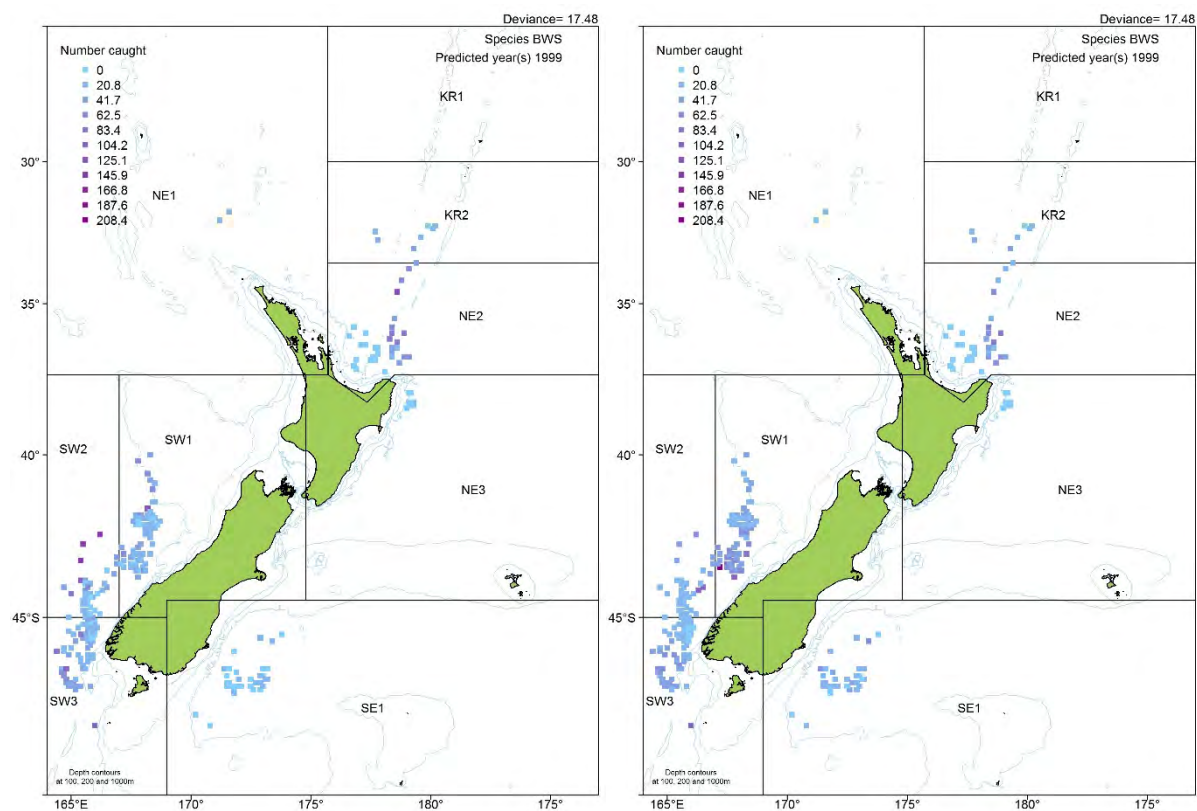 Deviance= 17.48
Species BWS
Predicted year(s) 1999
Number caught
0
20.8
41.7
62.5
83.4
104.2
125.1
145.9
166.8
187.6
208.4
KR1
30°
NE1
KR2
35°
NE2
SW2
SW1
40°
NE3
45°S
SW3
SE1
Depth contours
at 100, 200 and 1000m
165°E
170°
175°
180°
175°
Deviance= 17.48
Species BWS
Predicted year(s) 1999
Number caught
0
20.8
41.7
62.5
83.4
104.2
125.1
145.9
166.8
187.6
208.4
KR1
30°
NE1
KR2
35°
NE2
SW2
SW1
40°
NE3
45°S
SW3
SE1
Depth contours
at 100, 200 and 1000m
165°E
170°
175°
180°
175°